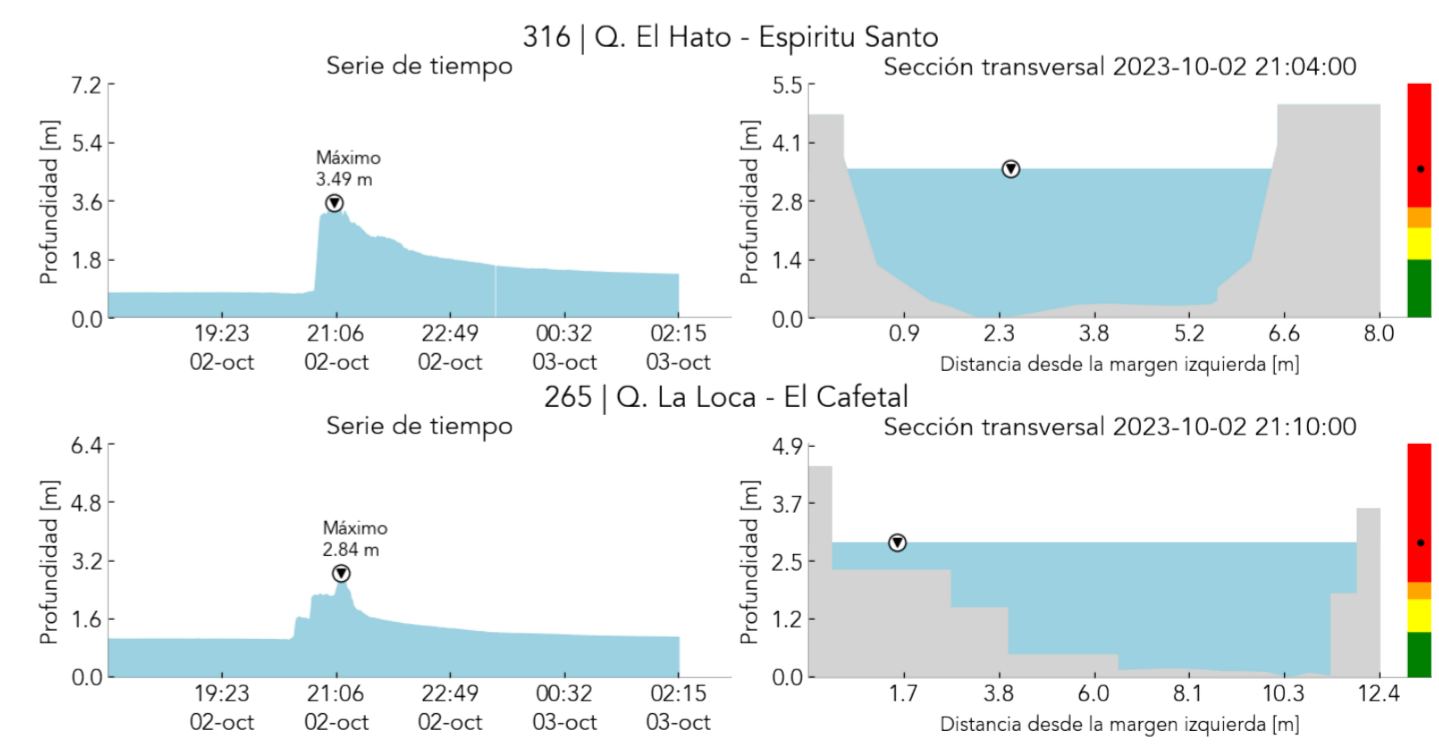 316 | Q. El Hato - Espiritu Santo
Serie de tiempo
Profundidad [m]
7.2
5.4
3.6
1.8
0.0
Máximo
3.49 m
19:23 21:06 22:49 00:32 02:15
02-oct 02-oct 02-oct 03-oct 03-oct
Sección transversal 2023-10-02 21:04:00
Profundidad [m]
5.5
4.1
2.8
1.4
0.0
0.9 2.3 3.8 5.2 6.6 8.0
Distancia desde la margen izquierda [m]
265 | Q. La Loca - El Cafetal
Serie de tiempo
Profundidad [m]
6.4
4.8
3.2
1.6
0.0
Máximo
2.84 m
19:23 21:06 22:49 00:32 02:15
02-oct 02-oct 02-oct 03-oct 03-oct
Sección transversal 2023-10-02 21:10:00
Profundidad [m]
4.9
3.7
2.5
1.2
0.0
1.7 3.8 6.0 8.1 10.3 12.4
Distancia desde la margen izquierda [m]